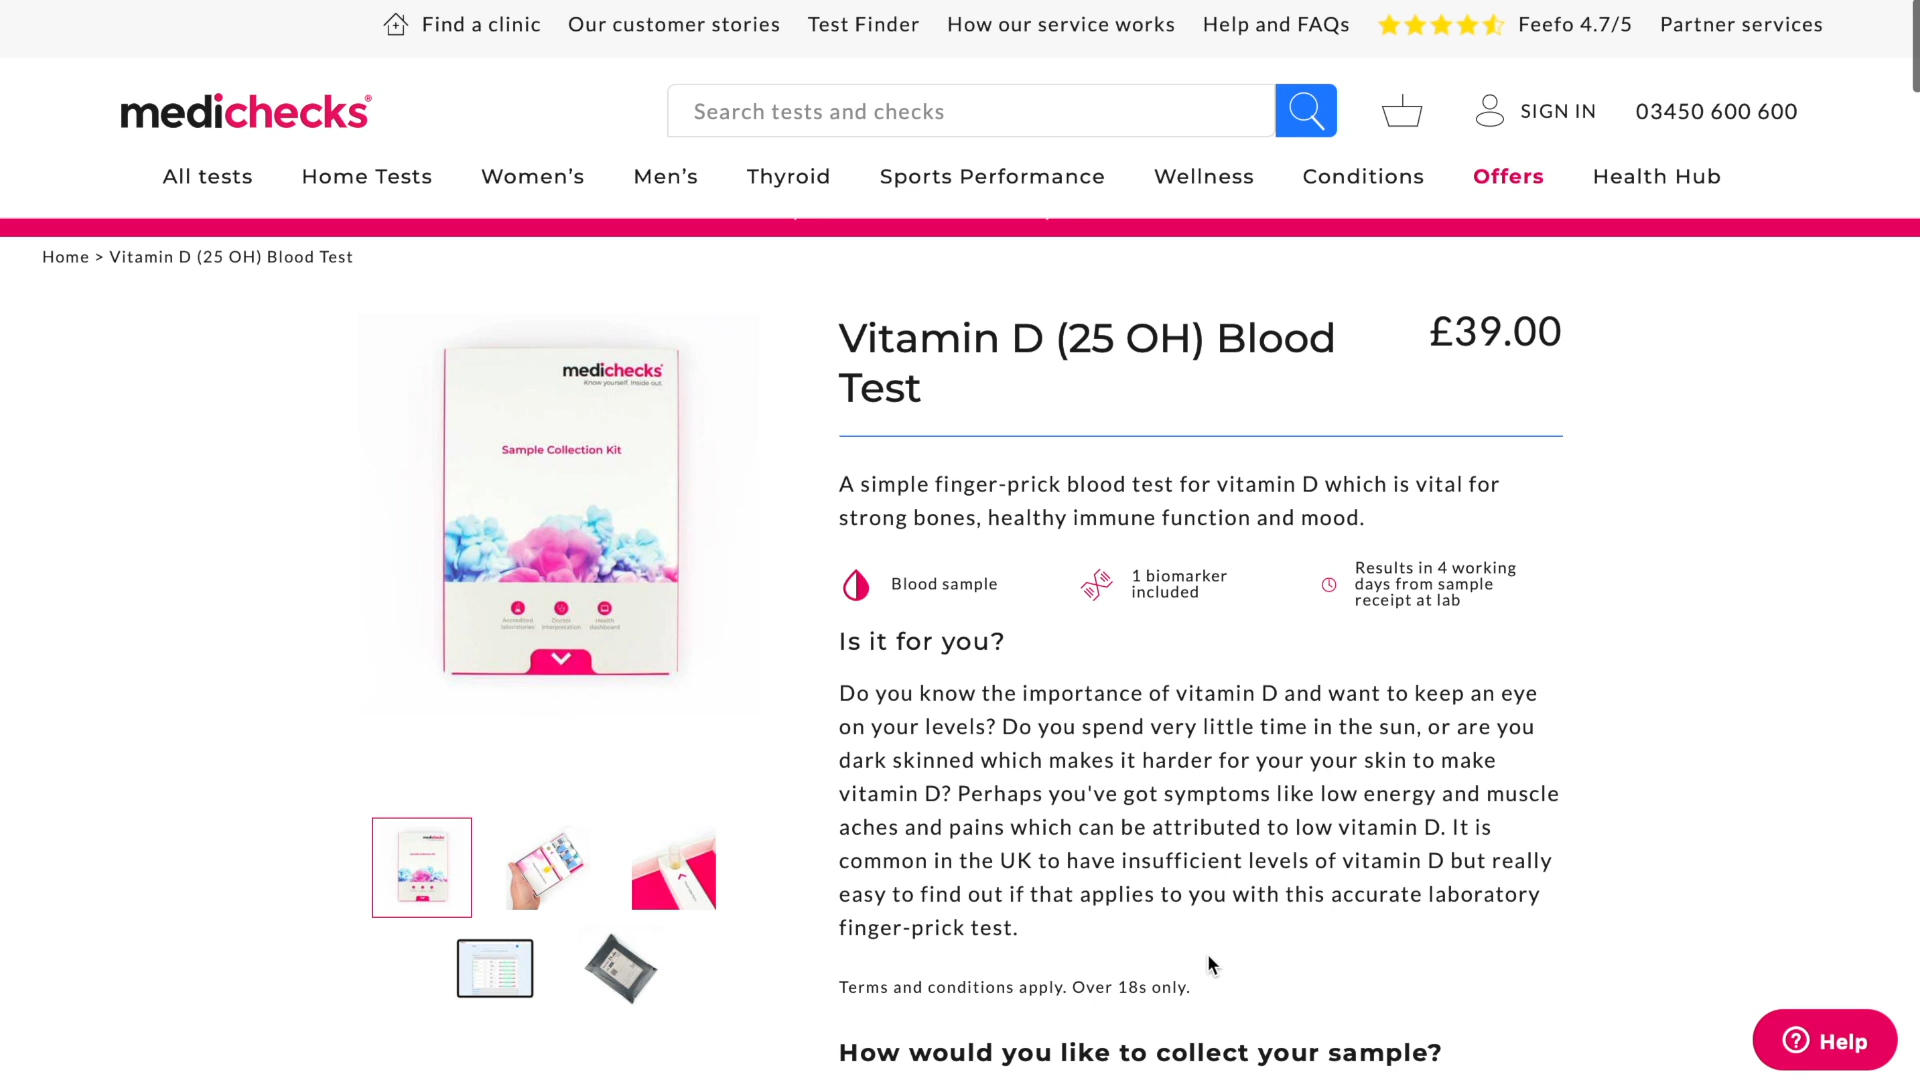 Find a clinic
Our customer stories
Test Finder
How our service works
Help and FAQs
Feefo 4.7/5
Partner services
medichecks®
Search tests and checks
SIGN IN
03450 600 600
All tests
Home Tests
Women's
Men's
Thyroid
Sports Performance
Wellness
Conditions
Offers
Health Hub
Home > Vitamin D (25 OH) Blood Test
medichecks
Know yourself. Inside out.
Sample Collection Kit
Accredited laboratories
Doctor interpretation
Health dashboard
Vitamin D (25 OH) Blood
Test
£39.00
A simple finger-prick blood test for vitamin D which is vital for
strong bones, healthy immune function and mood.
Blood sample
1 biomarker
included
Results in 4 working
days from sample
receipt at lab
Is it for you?
Do you know the importance of vitamin D and want to keep an eye
on your levels? Do you spend very little time in the sun, or are you
dark skinned which makes it harder for your your skin to make
vitamin D? Perhaps you've got symptoms like low energy and muscle
aches and pains which can be attributed to low vitamin D. It is
common in the UK to have insufficient levels of vitamin D but really
easy to find out if that applies to you with this accurate laboratory
finger-prick test.
Terms and conditions apply. Over 18s only.
How would you like to collect your sample?
Help